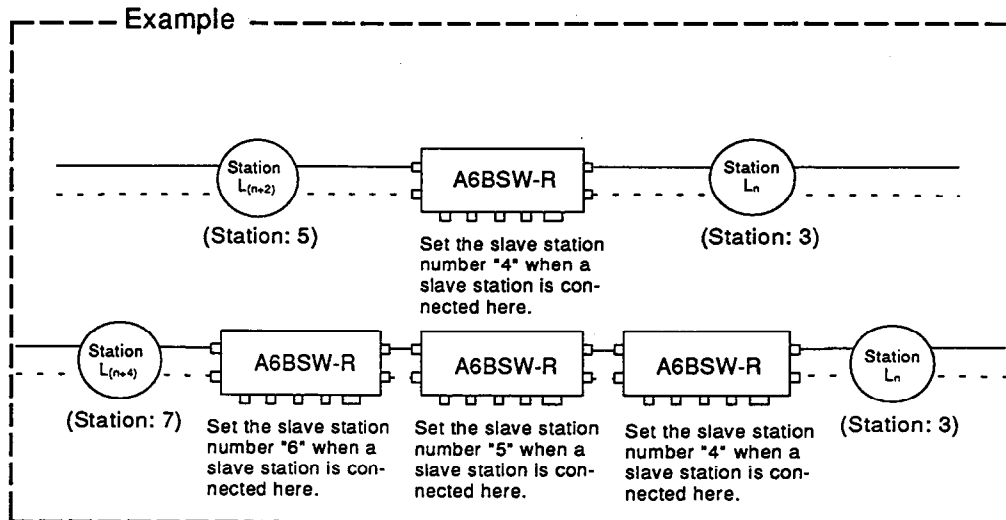 Example
Station
L(n+2)
A6BSW-R
Station
Ln
(Station: 5)
(Station: 3)
Set the slave station
number "4" when a
slave station is con-
nected here.
Station
L(n+4)
A6BSW-R
A6BSW-R
A6BSW-R
Station
Ln
(Station: 7)
(Station: 3)
Set the slave station
number "6" when a
slave station is con-
nected here.
Set the slave station
number "5" when a
slave station is con-
nected here.
Set the slave station
number "4" when a
slave station is con-
nected here.